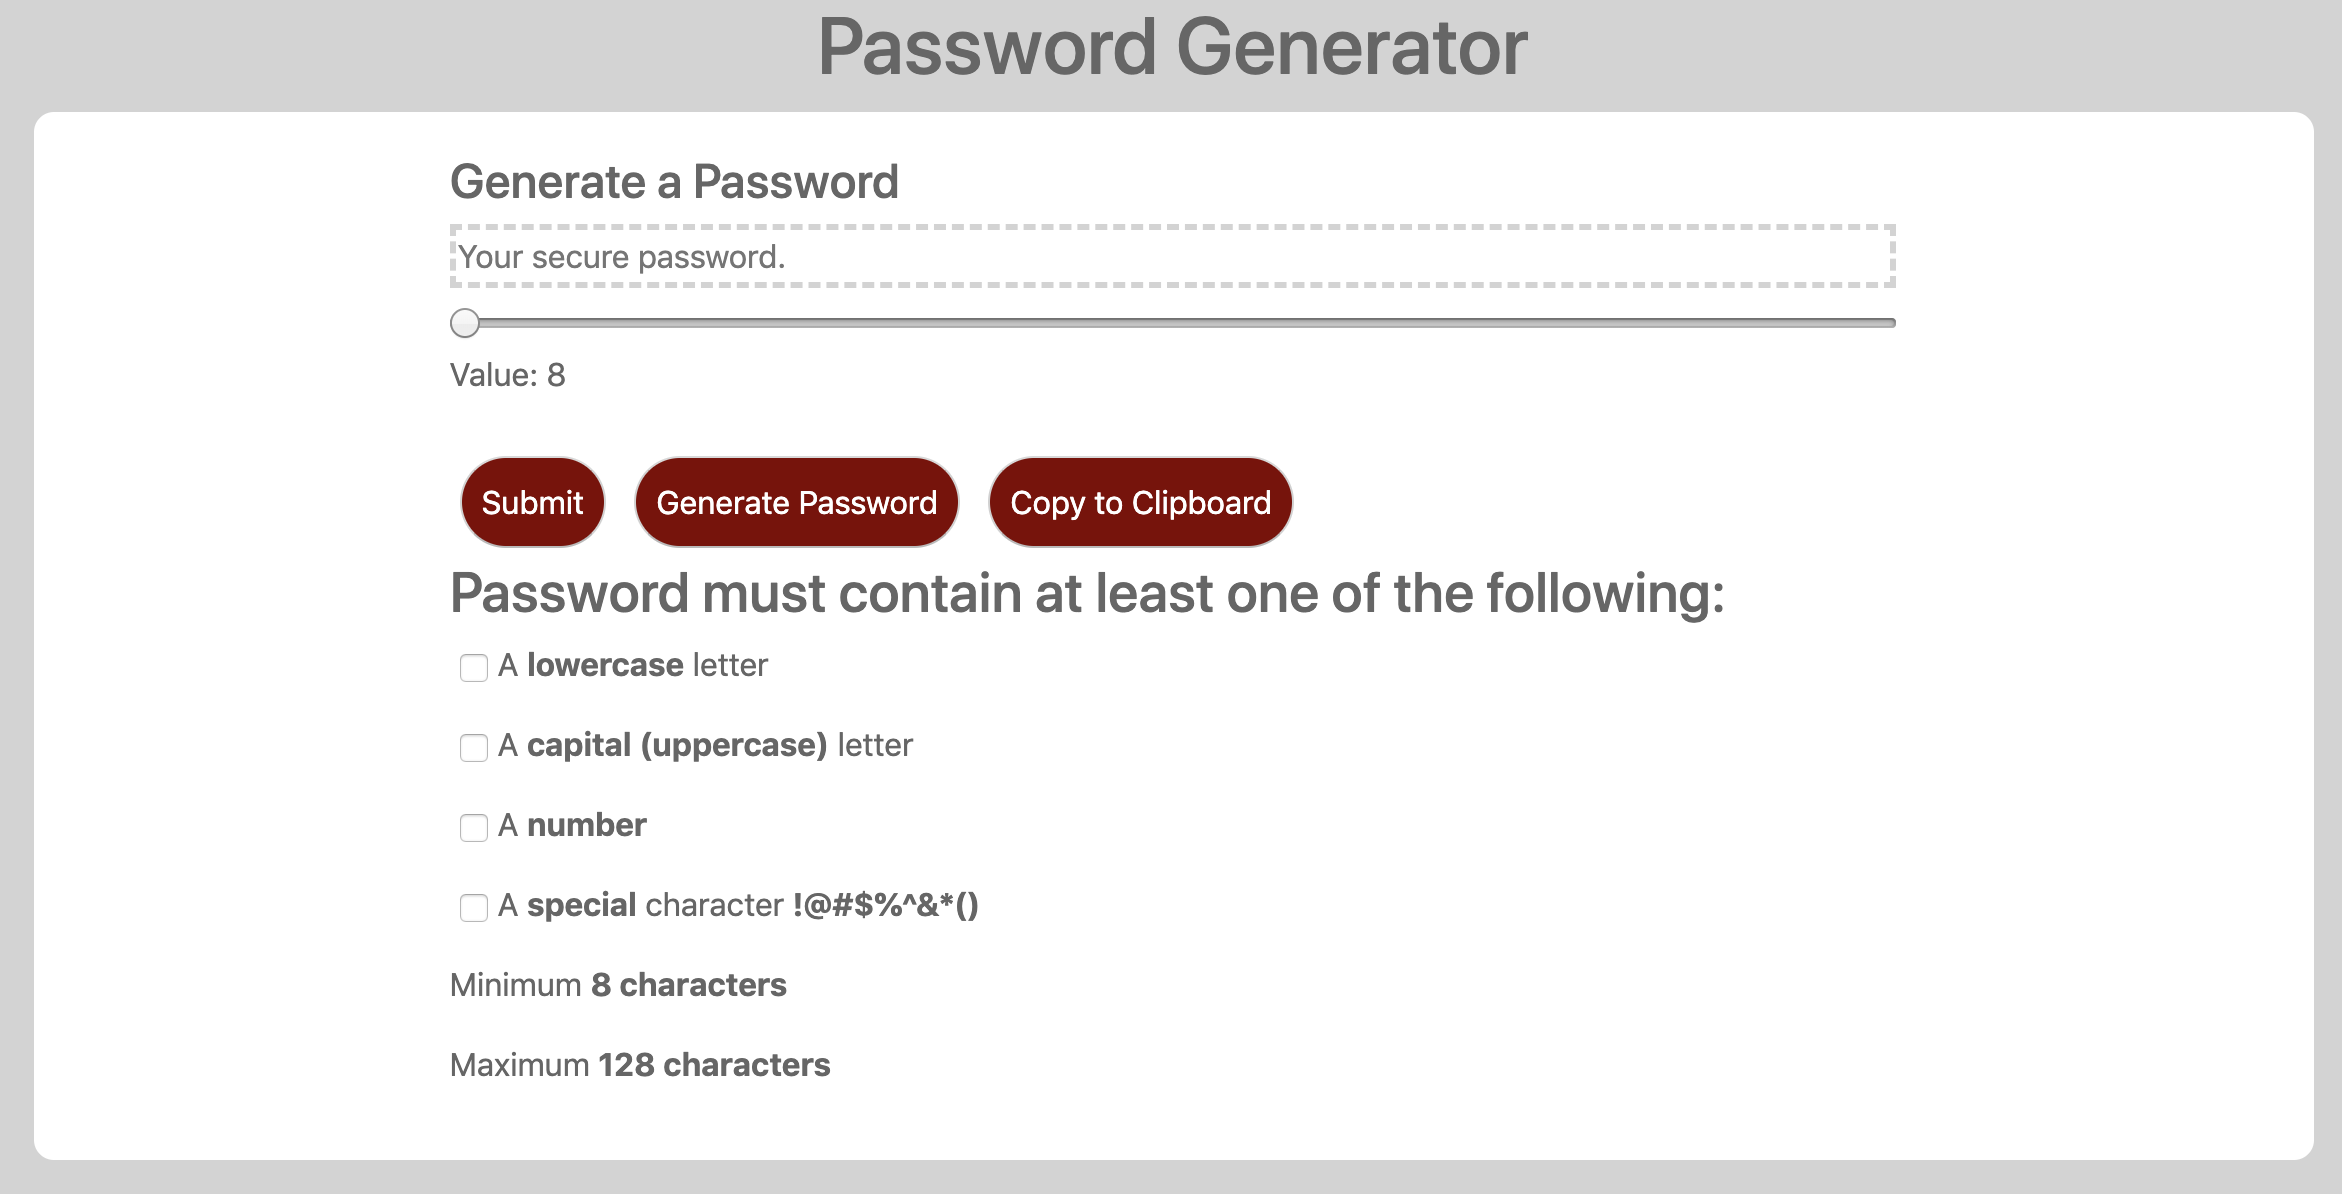 Password Generator
Generate a Password
Your secure password.
Value: 8
Submit Generate Password Copy to Clipboard
Password must contain at least one of the following:
A lowercase letter
A capital (uppercase) letter
A number
A special character !@#$%^&*()
Minimum 8 characters
Maximum 128 characters